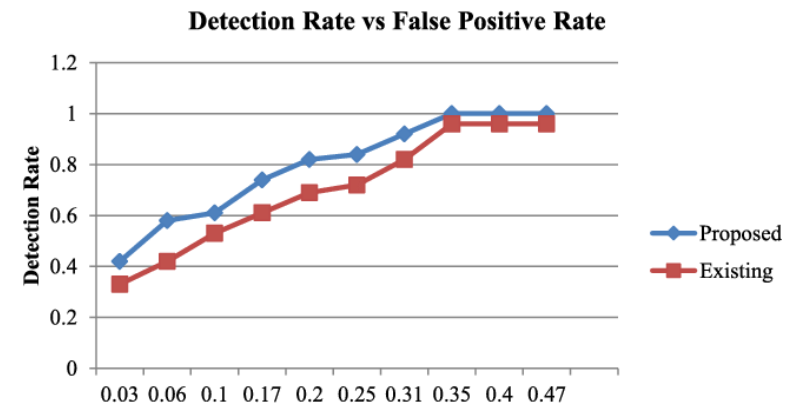 Detection Rate vs False Positive Rate
1.2
1
0.8
0.6
0.4
0.2
0
Detection Rate
0.03 0.06 0.1 0.17 0.2 0.25 0.31 0.35 0.4 0.47
Proposed
Existing